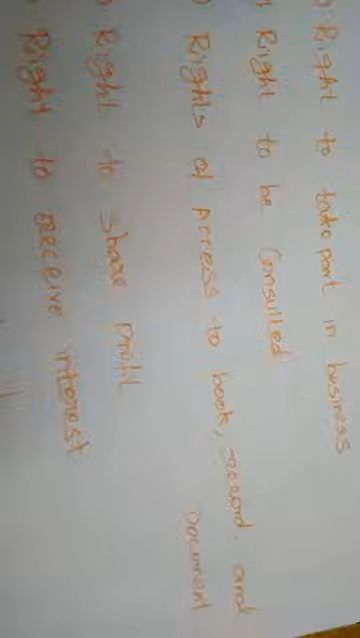 Right to take part in business
Right to be Consulted
Rights of Access to book, record, and
Document
Right to share Profit
Right to receive interest